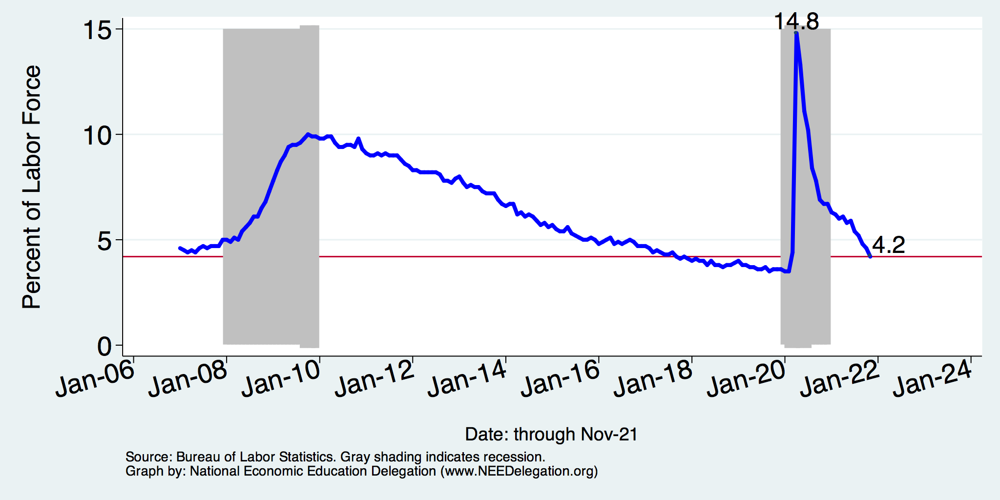 14.8
15
10
5
0
4.2
Percent of Labor Force
Jan-06
Jan-08
Jan-10
Jan-12
Jan-14
Jan-16
Jan-18
Jan-20
Jan-22
Jan-24
Date: through Nov-21
Source: Bureau of Labor Statistics. Gray shading indicates recession.
Graph by: National Economic Education Delegation (www.NEEDelegation.org)